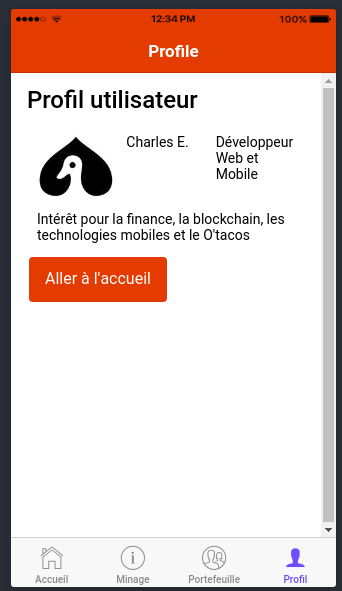 12:34 PM
100%
Profile
Profil utilisateur
Charles E.
Développeur
Web et
Mobile
Intérêt pour la finance, la blockchain, les
technologies mobiles et le O'tacos
Aller à l'accueil
Accueil
Minage
Portefeuille
Profil